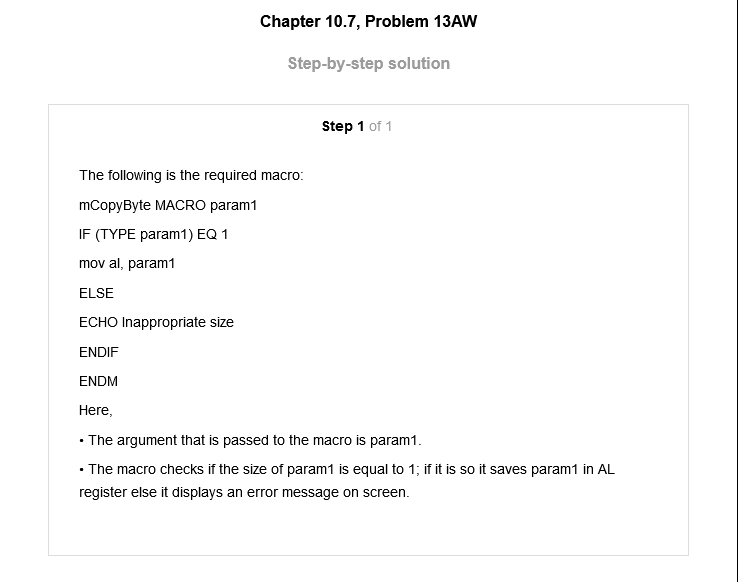 Chapter 10.7, Problem 13AW
Step-by-step solution
Step 1 of 1
The following is the required macro:
mCopyByte MACRO param1
IF (TYPE param1) EQ 1
mov al, param1
ELSE
ECHO Inappropriate size
ENDIF
ENDM
Here,
• The argument that is passed to the macro is param1.
• The macro checks if the size of param1 is equal to 1; if it is so it saves param1 in AL
register else it displays an error message on screen.